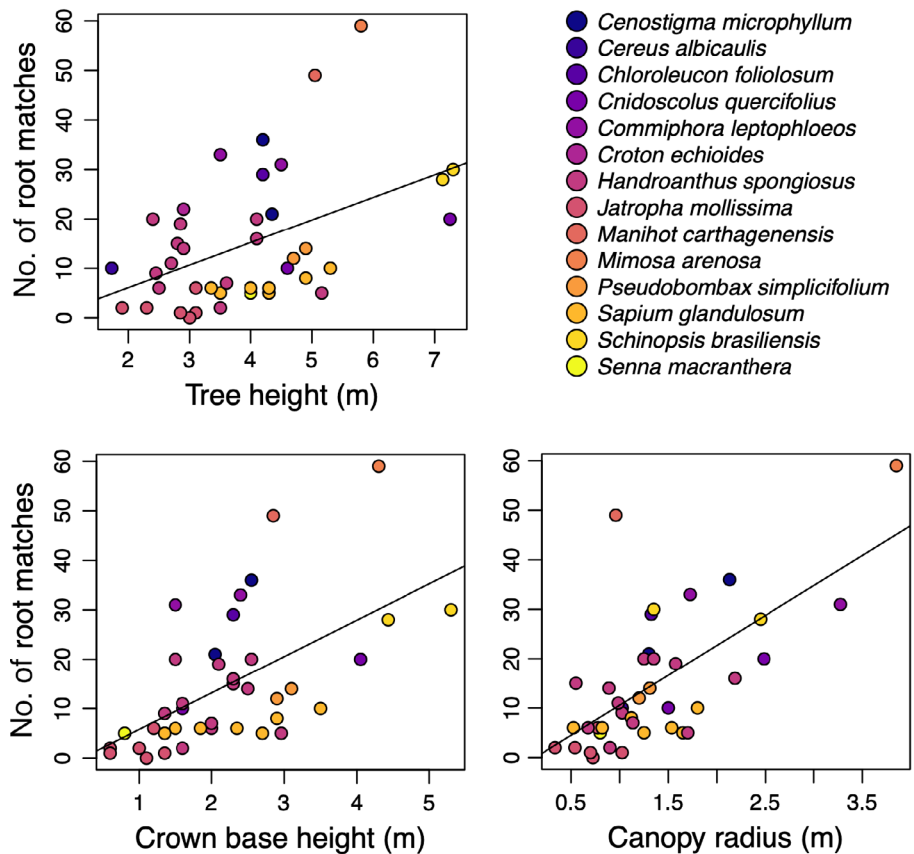 No. of root matches
0 10 20 30 40 50 60
2 3 4 5 6 7
Tree height (m)
Cenostigma microphyllum
Cereus albicaulis
Chloroleucon foliolosum
Cnidoscolus quercifolius
Commiphora leptophloeos
Croton echioides
Handroanthus spongiosus
Jatropha mollissima
Manihot carthagenensis
Mimosa arenosa
Pseudobombax simplicifolium
Sapium glandulosum
Schinopsis brasiliensis
Senna macranthera
No. of root matches
0 10 20 30 40 50 60
1 2 3 4 5
Crown base height (m)
0 10 20 30 40 50 60
0.5 1.5 2.5 3.5
Canopy radius (m)